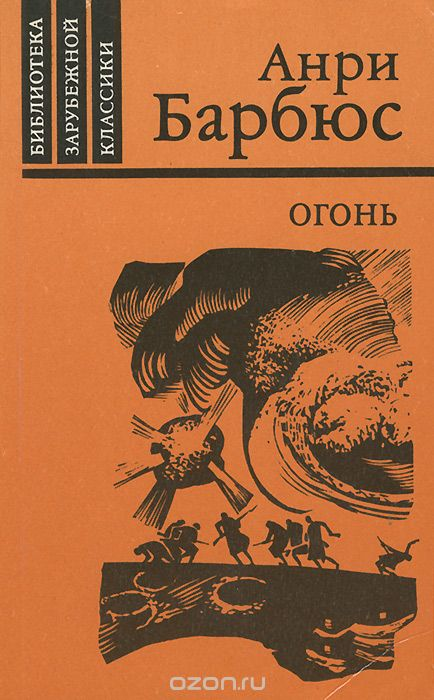 БИБЛИОТЕКА
ЗАРУБЕЖНОЙ
КЛАССИКИ
Анри
Барбюс
ОГОНЬ
ozon.ru